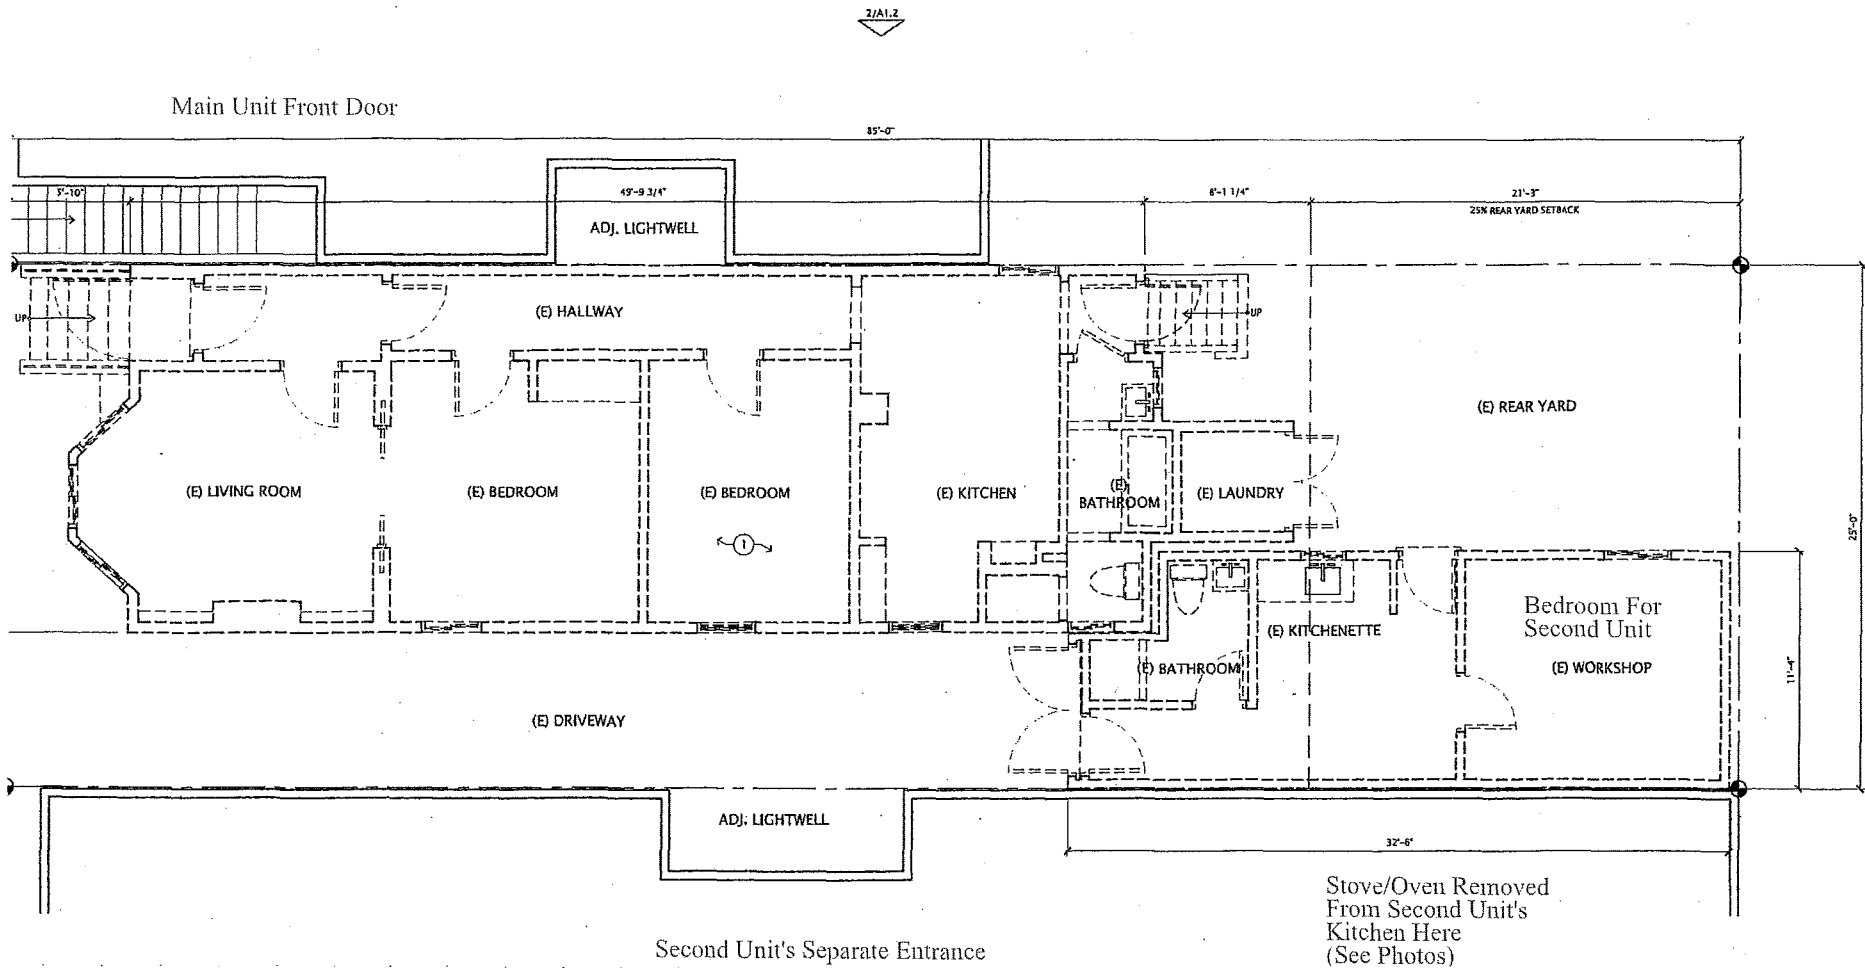 2/A1.2
Main Unit Front Door
85'-0"
5'-10"
49'-9 3/4"
6'-1 1/4"
21'-3"
25% REAR YARD SETBACK
ADJ. LIGHTWELL
UP
(E) HALLWAY
UP
(E) REAR YARD
(E) LIVING ROOM
(E) BEDROOM
(E) BEDROOM
(E) KITCHEN
(E)
BATHROOM
(E) LAUNDRY
1
25'-0"
Bedroom For
Second Unit
(E) KITCHENETTE
(E) BATHROOM
(E) WORKSHOP
11'-4"
(E) DRIVEWAY
ADJ. LIGHTWELL
32'-6"
Stove/Oven Removed
From Second Unit's
Kitchen Here
(See Photos)
Second Unit's Separate Entrance